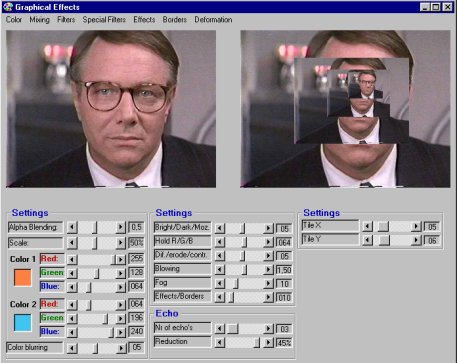 Graphical Effects
Color Mixing Filters Special Filters Effects Borders Deformation
Settings
Alpha Blending: 0,5
Scale: 50%
Color 1 Red: 255
Green: 128
Blue: 064
Color 2 Red: 064
Green: 196
Blue: 240
Color blurring 05
Settings
Bright/Dark/Moz. 05
Hold R/G/B 064
Dif./erode/contr. 05
Blowing 1,50
Fog 10
Effects/Borders 010
Echo
Nr of echo's 03
Reduction 45%
Settings
Tile X 05
Tile Y 06